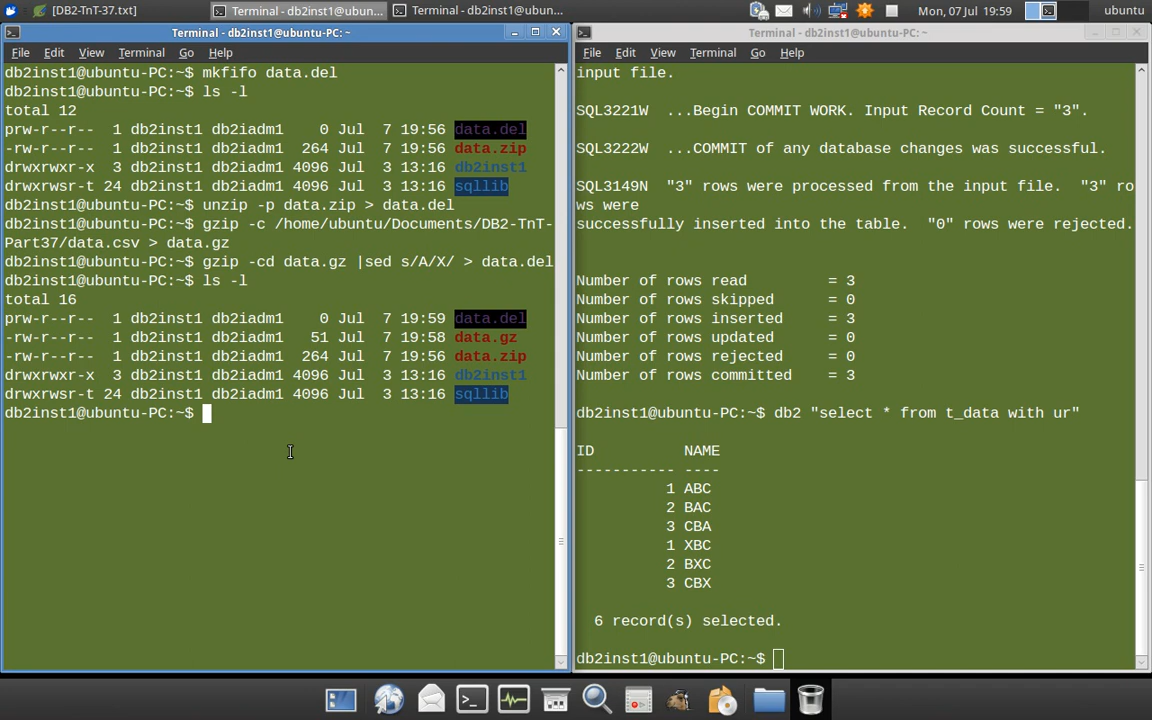 [DB2-TnT-37.txt]
Terminal - db2inst1@ubun...
Terminal - db2inst1@ubun...
Mon, 07 Jul 19:59
ubuntu
Terminal - db2inst1@ubuntu-PC: ~
File Edit View Terminal Go Help
db2inst1@ubuntu-PC:~$ mkfifo data.del
db2inst1@ubuntu-PC:~$ ls -l
total 12
prw-r--r-- 1 db2inst1 db2iadm1 0 Jul 7 19:56 data.del
-rw-r--r-- 1 db2inst1 db2iadm1 264 Jul 7 19:56 data.zip
drwxrwxr-x 3 db2inst1 db2iadm1 4096 Jul 3 13:16 db2inst1
drwxrwsr-t 24 db2inst1 db2iadm1 4096 Jul 3 13:16 sqllib
db2inst1@ubuntu-PC:~$ unzip -p data.zip > data.del
db2inst1@ubuntu-PC:~$ gzip -c /home/ubuntu/Documents/DB2-TnT-
Part37/data.csv > data.gz
db2inst1@ubuntu-PC:~$ gzip -cd data.gz |sed s/A/X/ > data.del
db2inst1@ubuntu-PC:~$ ls -l
total 16
prw-r--r-- 1 db2inst1 db2iadm1 0 Jul 7 19:59 data.del
-rw-r--r-- 1 db2inst1 db2iadm1 51 Jul 7 19:58 data.gz
-rw-r--r-- 1 db2inst1 db2iadm1 264 Jul 7 19:56 data.zip
drwxrwxr-x 3 db2inst1 db2iadm1 4096 Jul 3 13:16 db2inst1
drwxrwsr-t 24 db2inst1 db2iadm1 4096 Jul 3 13:16 sqllib
db2inst1@ubuntu-PC:~$
Terminal - db2inst1@ubuntu-PC: ~
File Edit View Terminal Go Help
input file.
SQL3221W ...Begin COMMIT WORK. Input Record Count = "3".
SQL3222W ...COMMIT of any database changes was successful.
SQL3149N "3" rows were processed from the input file. "3" ro
ws were
successfully inserted into the table. "0" rows were rejected.
Number of rows read = 3
Number of rows skipped = 0
Number of rows inserted = 3
Number of rows updated = 0
Number of rows rejected = 0
Number of rows committed = 3
db2inst1@ubuntu-PC:~$ db2 "select * from t_data with ur"
ID NAME
----------- ----
1 ABC
2 BAC
3 CBA
1 XBC
2 BXC
3 CBX
6 record(s) selected.
db2inst1@ubuntu-PC:~$